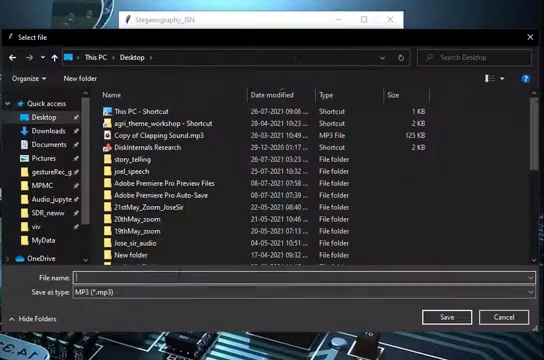 Steganography_JSN
Select file
This PC > Desktop >
Search Desktop
Organize
New folder
Name Date modified Type Size
Quick access
Desktop
Downloads
Documents
Pictures
gestureRec_g
MPMC
Audio_jupyte
SDR_neww
viv
MyData
OneDrive
This PC - Shortcut 26-07-2021 09:06 ... Shortcut 1 KB
agri_theme_workshop - Shortcut 28-04-2021 10:23 ... Shortcut 2 KB
Copy of Clapping Sound.mp3 26-03-2021 10:46 ... MP3 File 125 KB
DiskInternals Research 29-12-2020 01:17 ... Shortcut 2 KB
story_telling 26-07-2021 03:23 ... File folder
joel_speech 25-07-2021 10:32 ... File folder
Adobe Premiere Pro Preview Files 08-07-2021 07:58 ... File folder
Adobe Premiere Pro Auto-Save 08-07-2021 07:39 ... File folder
21stMay_Zoom_JoseSir 22-05-2021 08:40 ... File folder
20thMay_zoom 21-05-2021 10:49 ... File folder
19thMay_zoom 20-05-2021 07:13 ... File folder
Jose_sir_audio 04-05-2021 10:51 ... File folder
New folder 17-04-2021 09:32 ... File folder
File name:
Save as type: MP3 (*.mp3)
Hide Folders
Save
Cancel